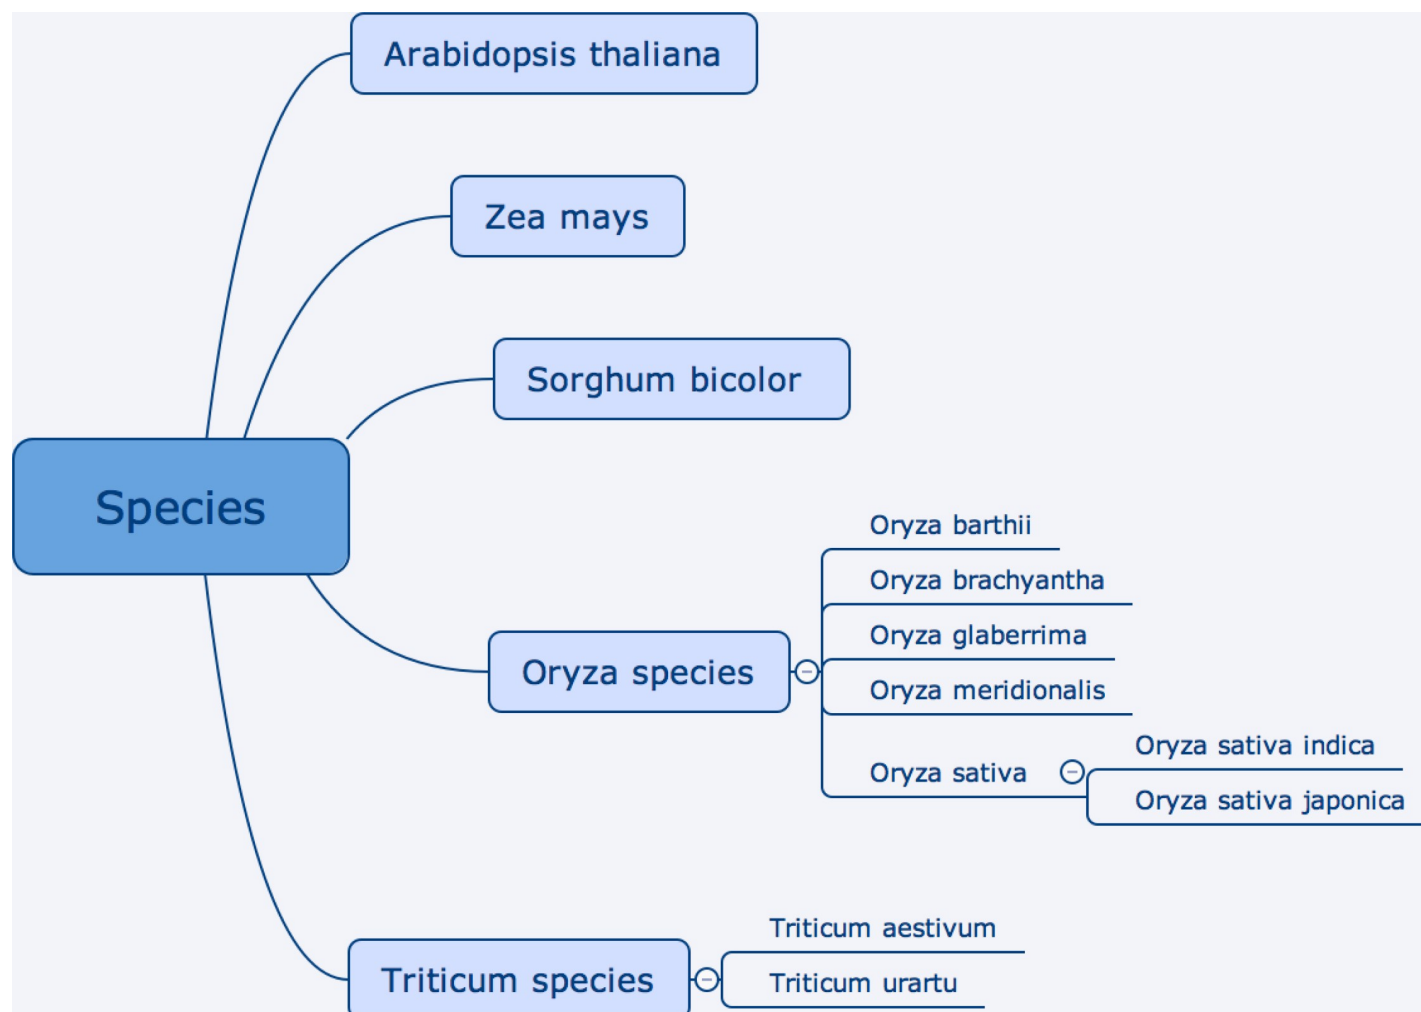 Arabidopsis thaliana
Zea mays
Sorghum bicolor
Species
Oryza species
Oryza barthii
Oryza brachyantha
Oryza glaberrima
Oryza meridionalis
Oryza sativa
Oryza sativa indica
Oryza sativa japonica
Triticum species
Triticum aestivum
Triticum urartu